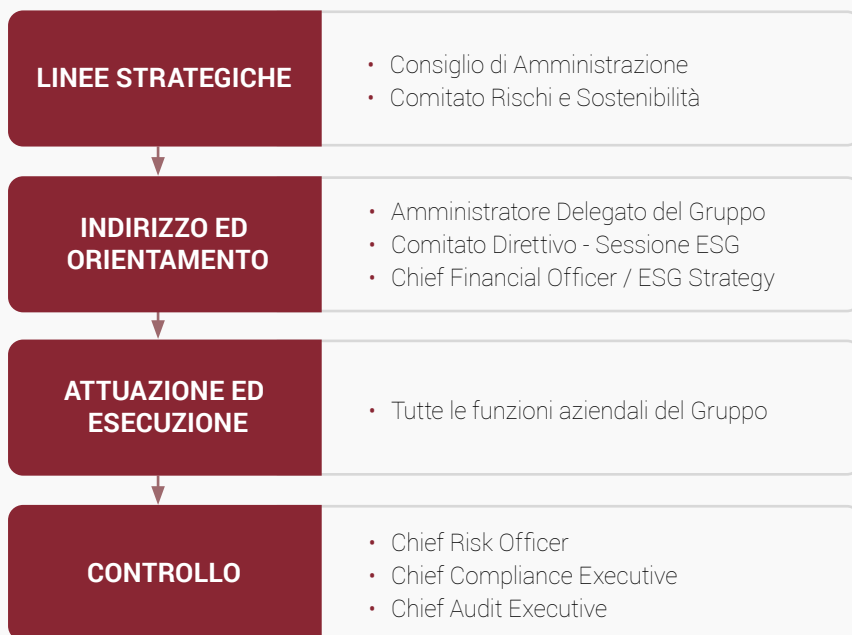 LINEE STRATEGICHE
• Consiglio di Amministrazione
• Comitato Rischi e Sostenibilità
INDIRIZZO ED
ORIENTAMENTO
• Amministratore Delegato del Gruppo
• Comitato Direttivo - Sessione ESG
• Chief Financial Officer / ESG Strategy
ATTUAZIONE ED
ESECUZIONE
• Tutte le funzioni aziendali del Gruppo
CONTROLLO
• Chief Risk Officer
• Chief Compliance Executive
• Chief Audit Executive